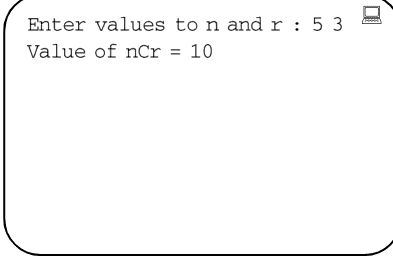 Enter values to n and r : 5 3
Value of nCr = 10